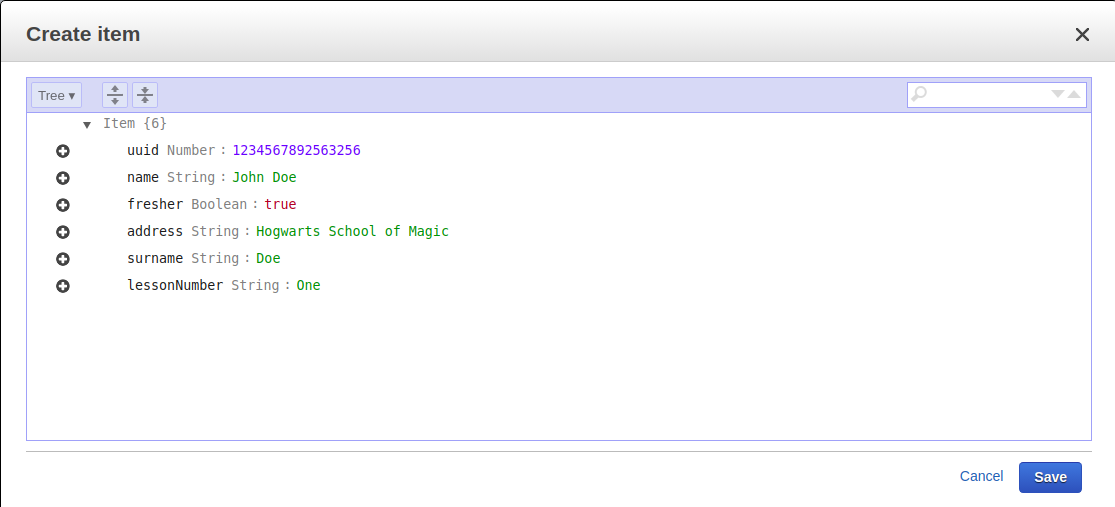 Create item
Tree ▾
Item {6}
uuid Number : 1234567892563256
name String : John Doe
fresher Boolean : true
address String : Hogwarts School of Magic
surname String : Doe
lessonNumber String : One
Cancel Save